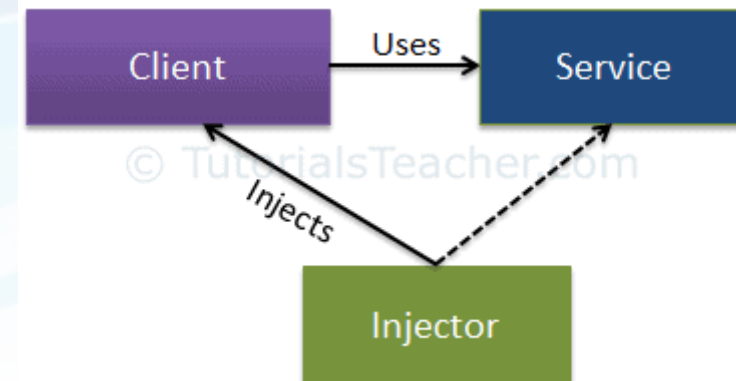 Uses
Client
Service
© TutorialsTeacher.com
Injects
Injector